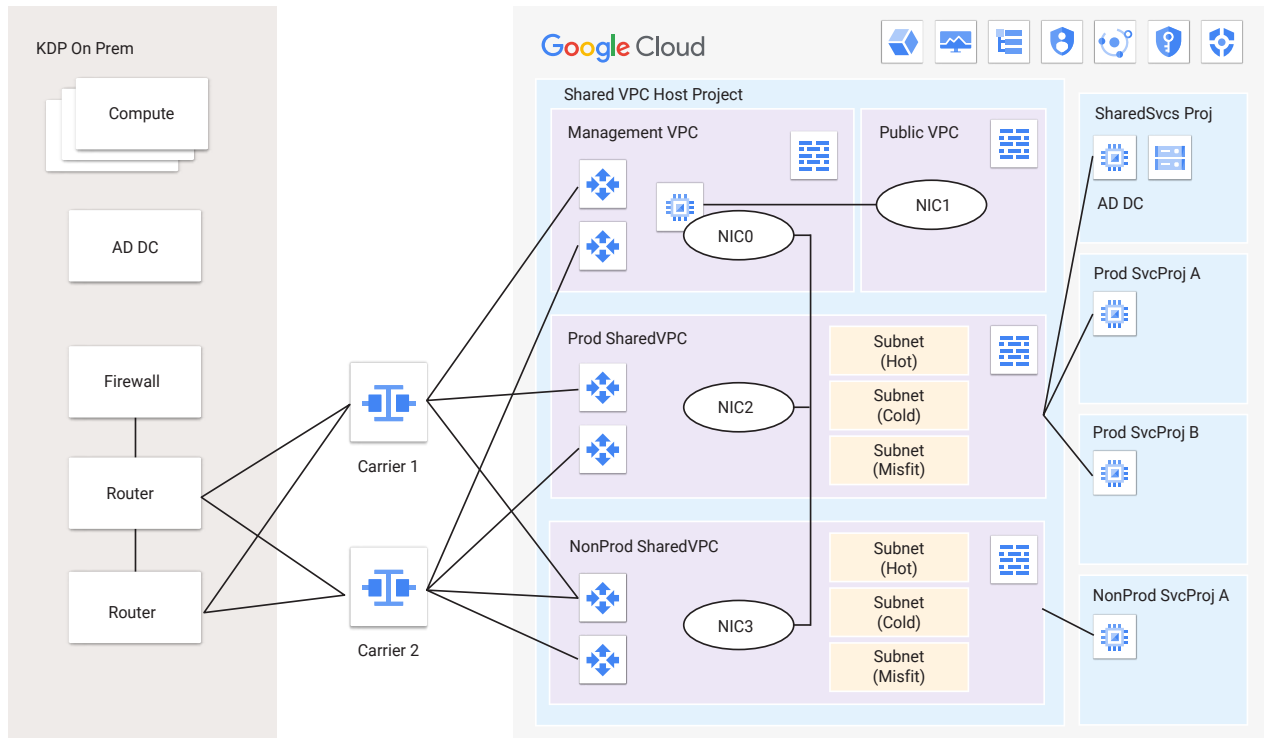 KDP On Prem
Compute
AD DC
Firewall
Router
Router
Carrier 1
Carrier 2
Google Cloud
Shared VPC Host Project
Management VPC
NIC0
Public VPC
NIC1
Prod SharedVPC
NIC2
Subnet
(Hot)
Subnet
(Cold)
Subnet
(Misfit)
NonProd SharedVPC
NIC3
Subnet
(Hot)
Subnet
(Cold)
Subnet
(Misfit)
SharedSvcs Proj
AD DC
Prod SvcProj A
Prod SvcProj B
NonProd SvcProj A